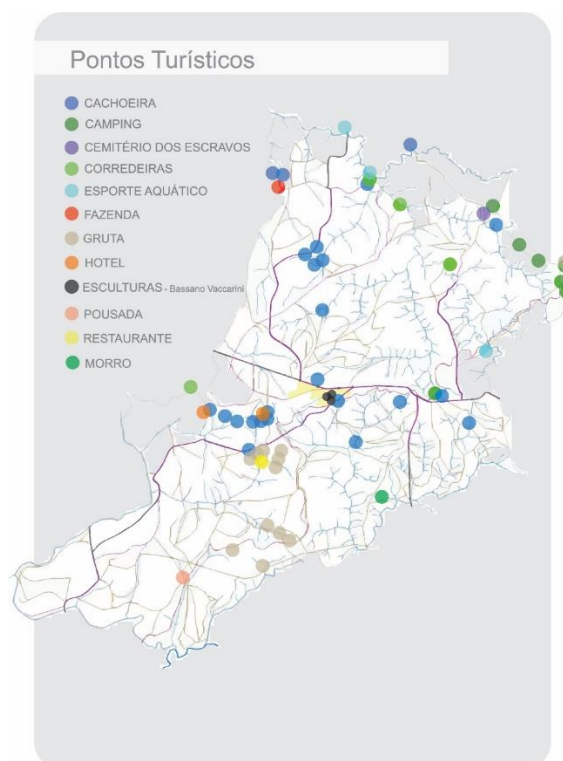 Pontos Turísticos
CACHOEIRA
CAMPING
CEMITÉRIO DOS ESCRAVOS
CORREDEIRAS
ESPORTE AQUÁTICO
FAZENDA
GRUTA
HOTEL
ESCULTURAS - Bassano Vaccarini
POUSADA
RESTAURANTE
MORRO